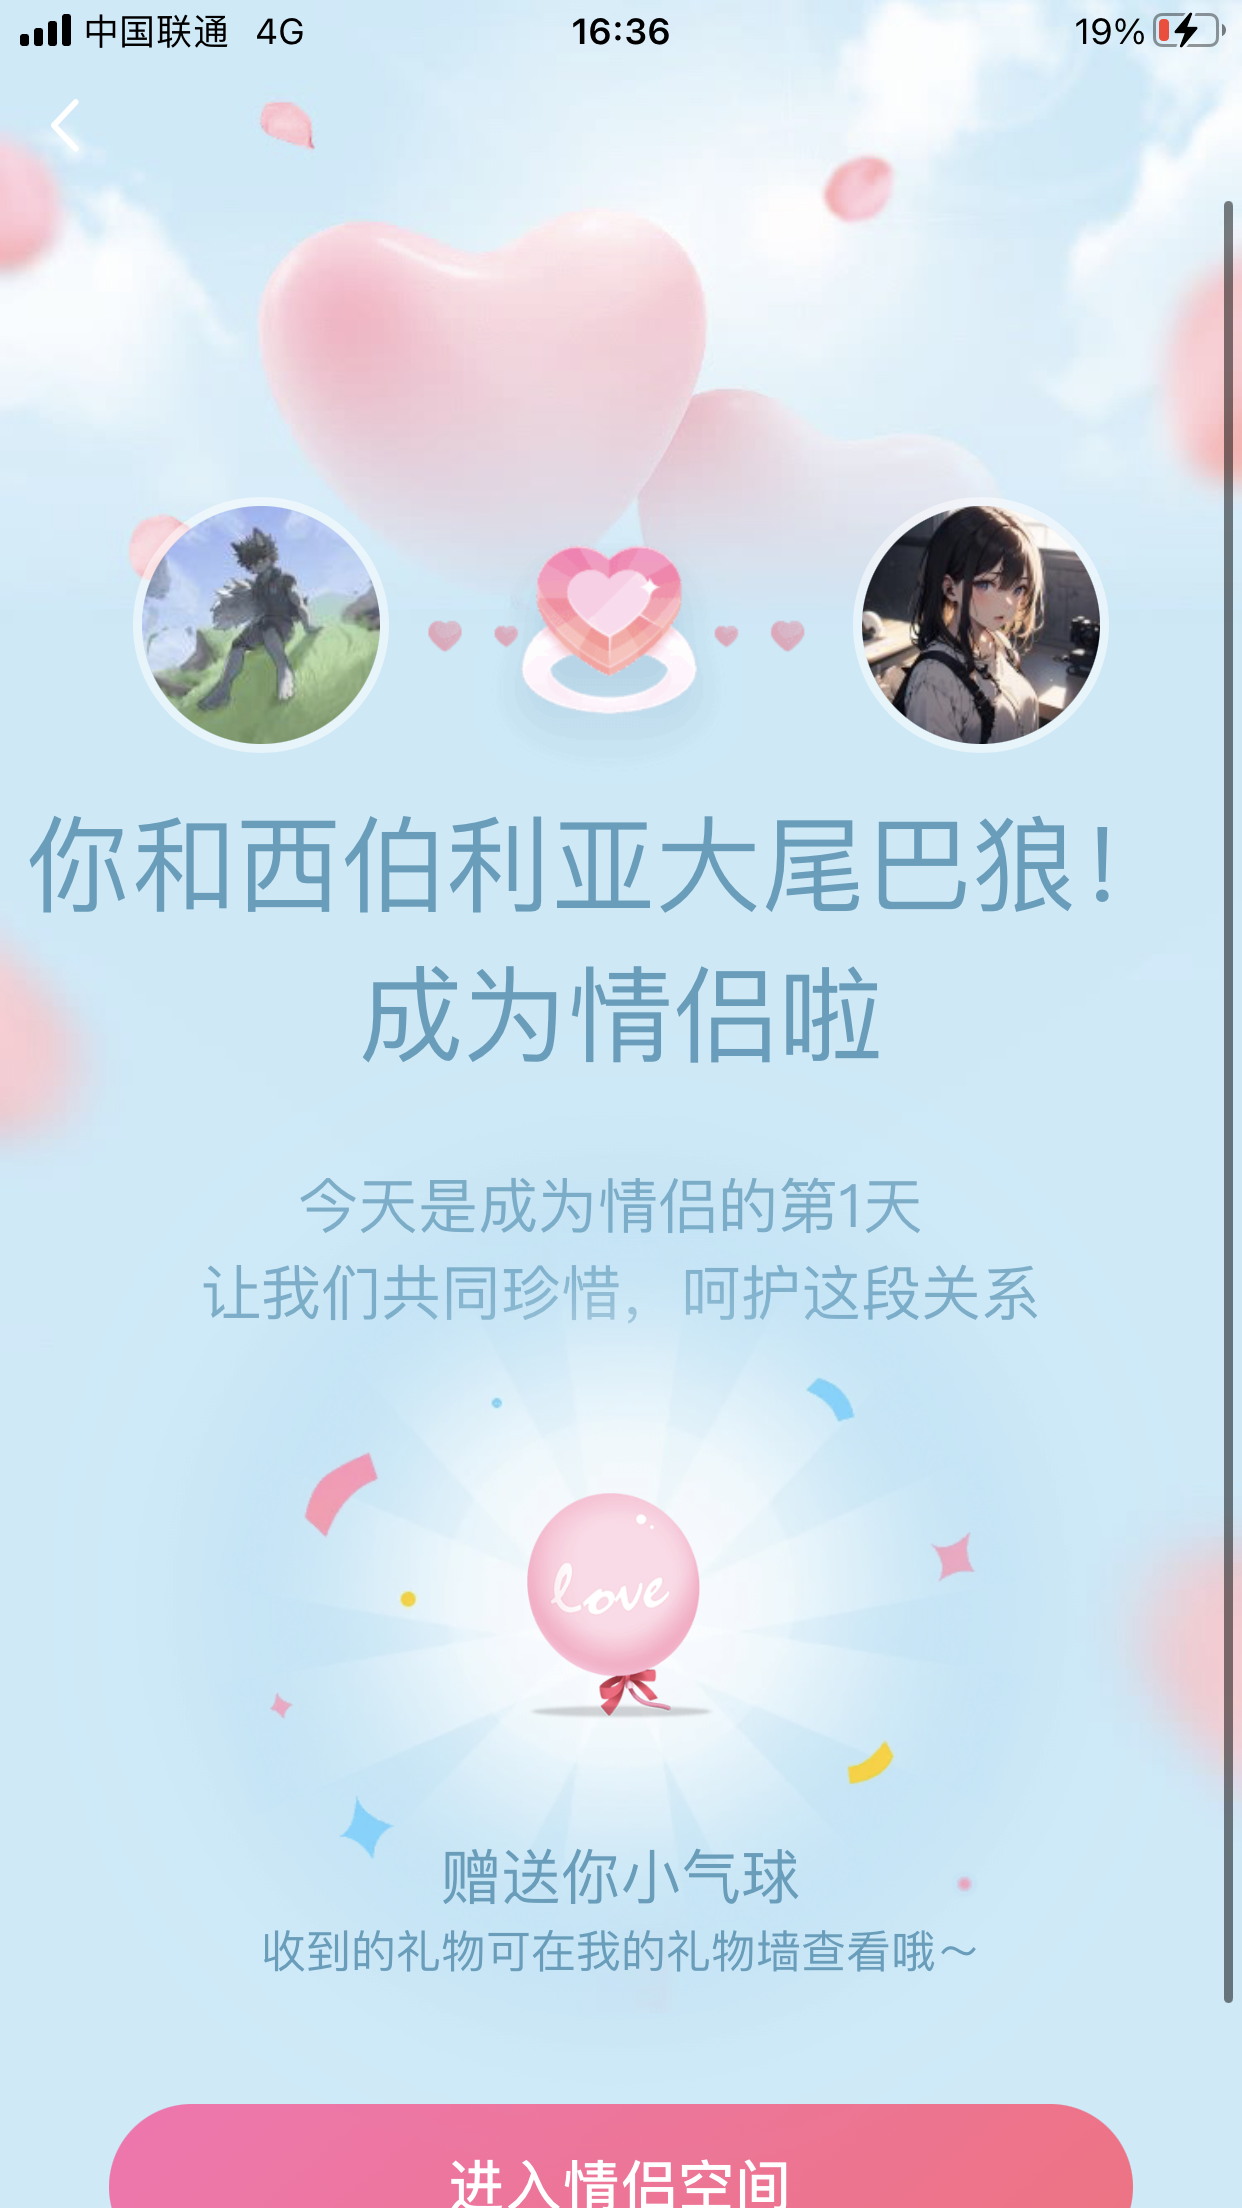 中国联通 4G 16:36 19%
你和西伯利亚大尾巴狼！
成为情侣啦
今天是成为情侣的第1天
让我们共同珍惜，呵护这段关系
love
赠送你小气球
收到的礼物可在我的礼物墙查看哦～
进入情侣空间